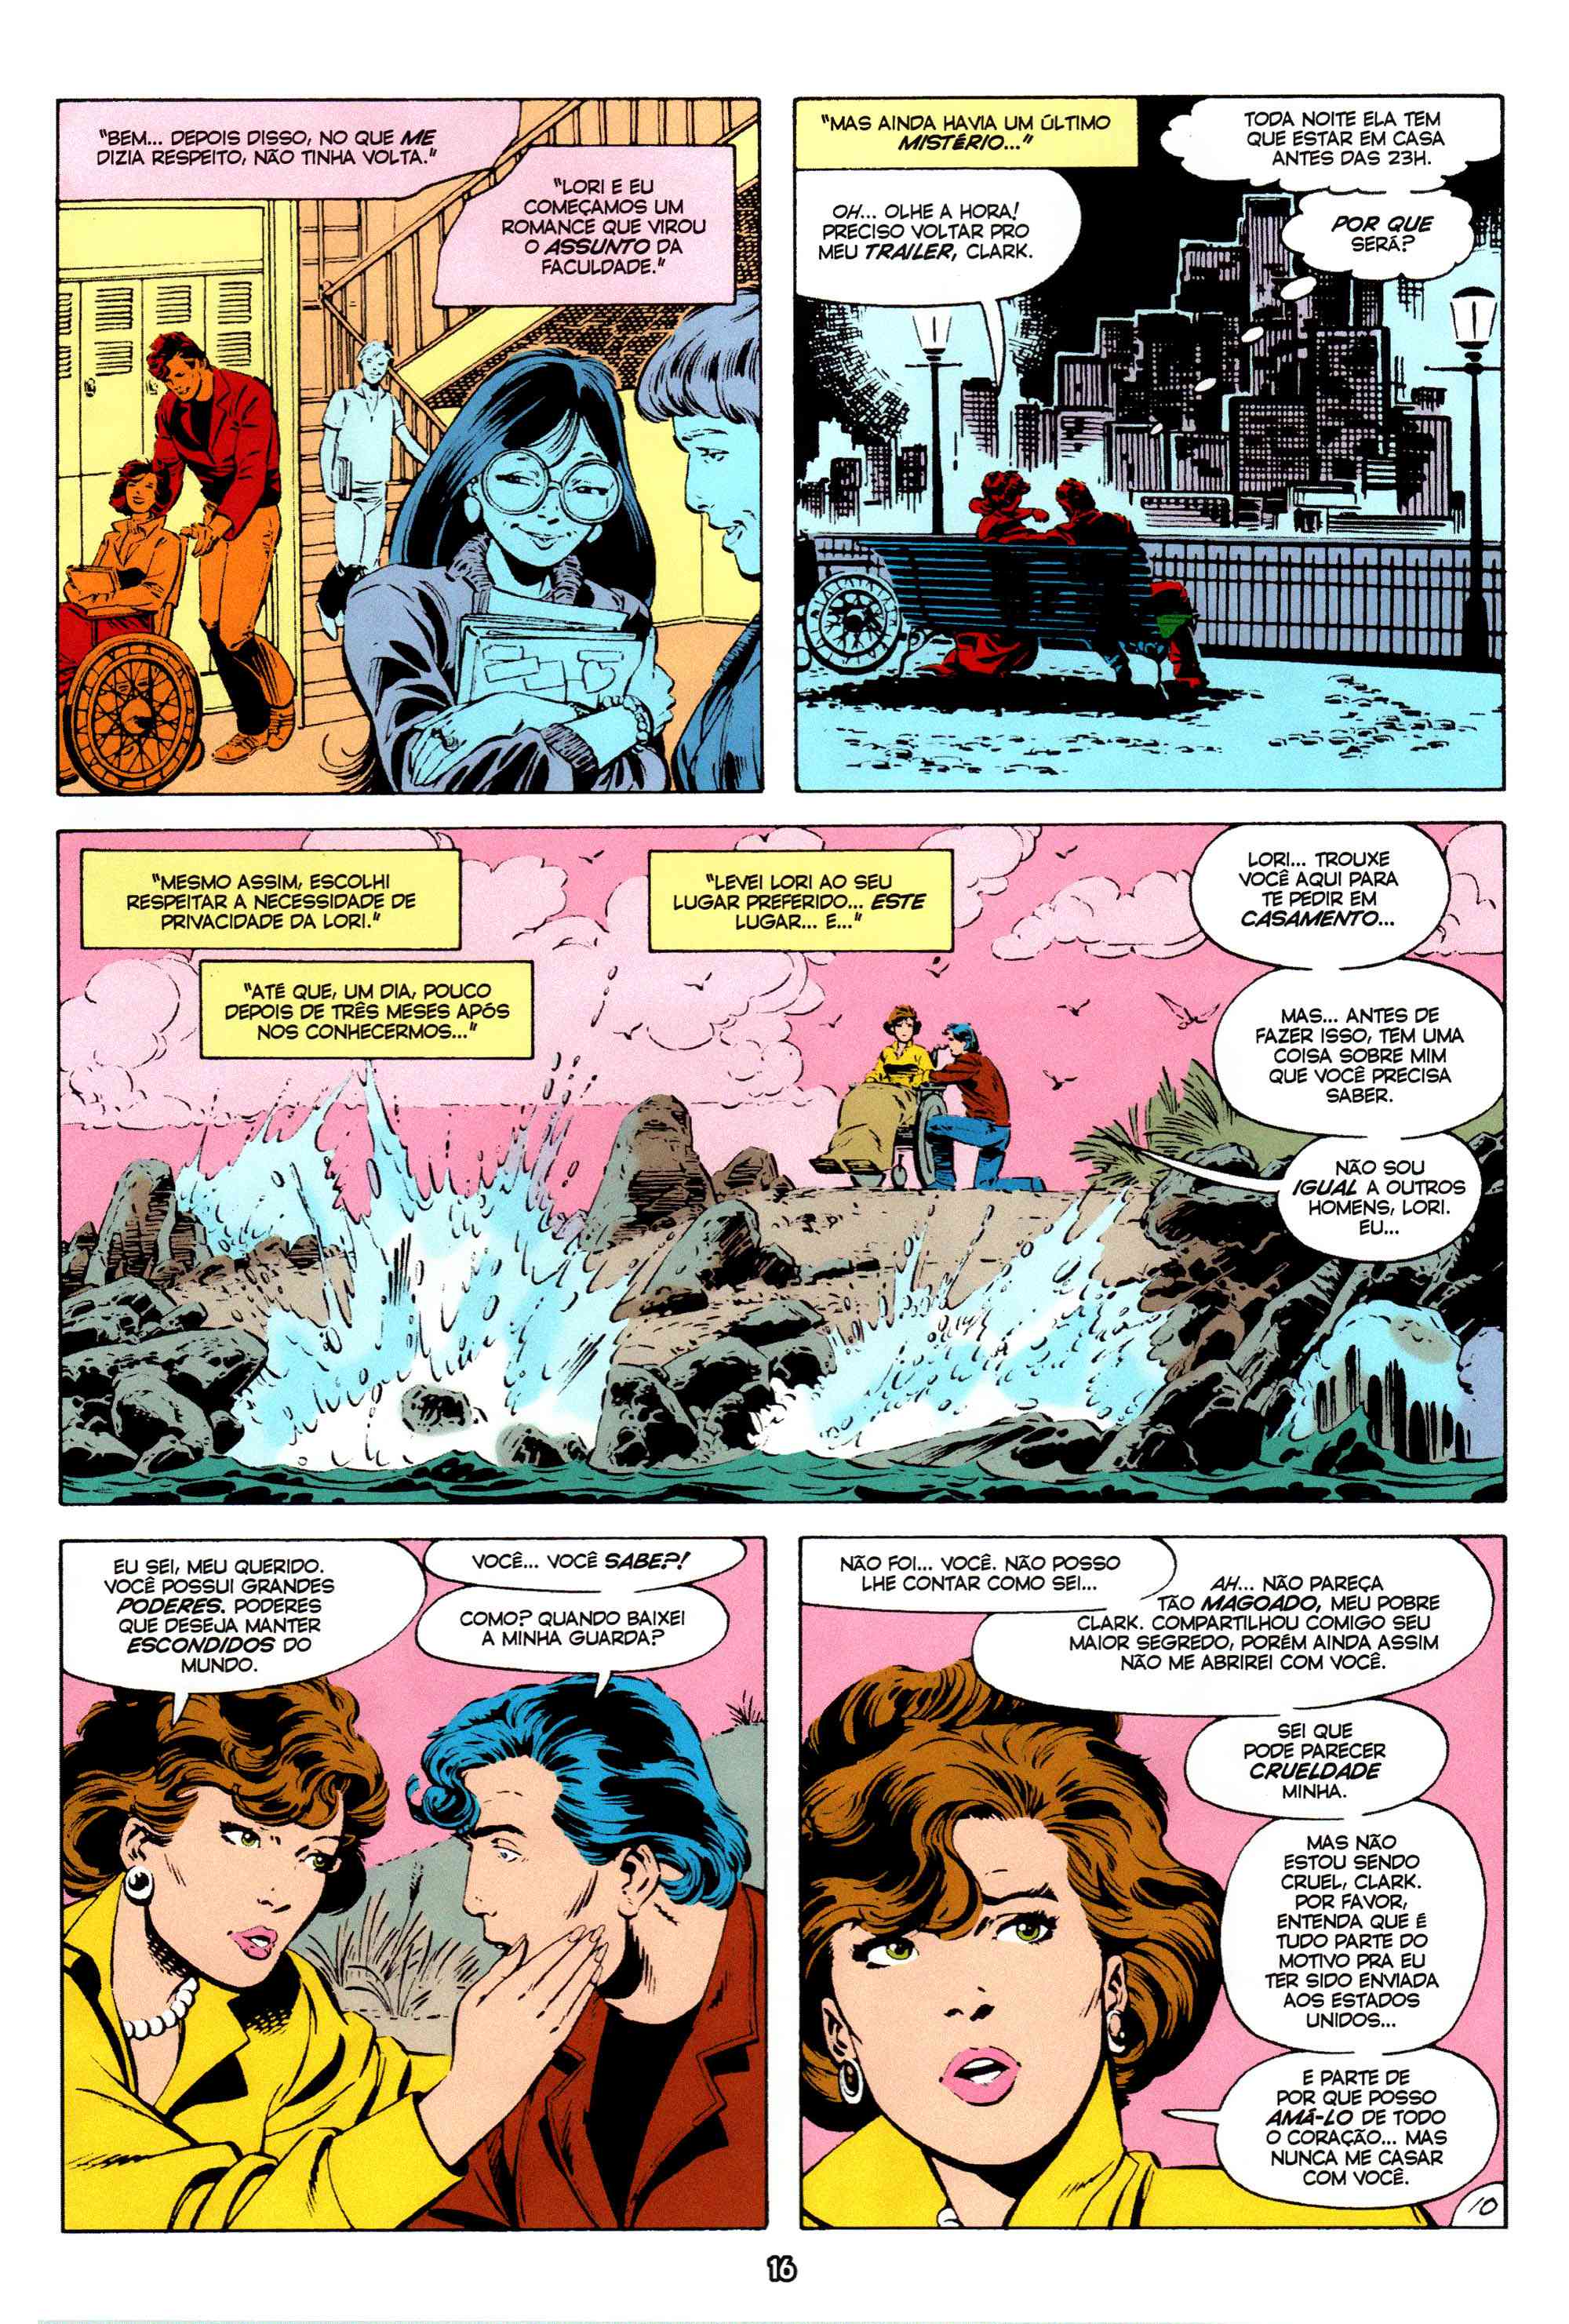 "BEM... DEPOIS DISSO, NO QUE ME
DIZIA RESPEITO, NÃO TINHA VOLTA."
"LORI E EU
COMEÇAMOS UM
ROMANCE QUE VIROU
O ASSUNTO DA
FACULDADE."
"MAS AINDA HAVIA UM ÚLTIMO
MISTÉRIO..."
OH... OLHE A HORA!
PRECISO VOLTAR PRO
MEU TRAILER, CLARK.
TODA NOITE ELA TEM
QUE ESTAR EM CASA
ANTES DAS 23H.
POR QUE
SERÁ?
"MESMO ASSIM, ESCOLHI
RESPEITAR A NECESSIDADE DE
PRIVACIDADE DA LORI."
"ATÉ QUE, UM DIA, POUCO
DEPOIS DE TRÊS MESES APÓS
NOS CONHECERMOS..."
"LEVEI LORI AO SEU
LUGAR PREFERIDO... ESTE
LUGAR... E..."
LORI... TROUXE
VOCÊ AQUI PARA
TE PEDIR EM
CASAMENTO...
MAS... ANTES DE
FAZER ISSO, TEM UMA
COISA SOBRE MIM
QUE VOCÊ PRECISA
SABER.
NÃO SOU
IGUAL A OUTROS
HOMENS, LORI.
EU...
EU SEI, MEU QUERIDO.
VOCÊ POSSUI GRANDES
PODERES. PODERES
QUE DESEJA MANTER
ESCONDIDOS DO
MUNDO.
VOCÊ... VOCÊ SABE?!
COMO? QUANDO BAIXEI
A MINHA GUARDA?
NÃO FOI... VOCÊ. NÃO POSSO
LHE CONTAR COMO SEI...
AH... NÃO PAREÇA
TÃO MAGOADO, MEU POBRE
CLARK. COMPARTILHOU COMIGO SEU
MAIOR SEGREDO, PORÉM AINDA ASSIM
NÃO ME ABRIREI COM VOCÊ.
SEI QUE
PODE PARECER
CRUELDADE
MINHA.
MAS NÃO
ESTOU SENDO
CRUEL, CLARK.
POR FAVOR,
ENTENDA QUE É
TUDO PARTE DO
MOTIVO PRA EU
TER SIDO ENVIADA
AOS ESTADOS
UNIDOS...
E PARTE DE
POR QUE POSSO
AMÁ-LO DE TODO
O CORAÇÃO... MAS
NUNCA ME CASAR
COM VOCÊ.
10
16